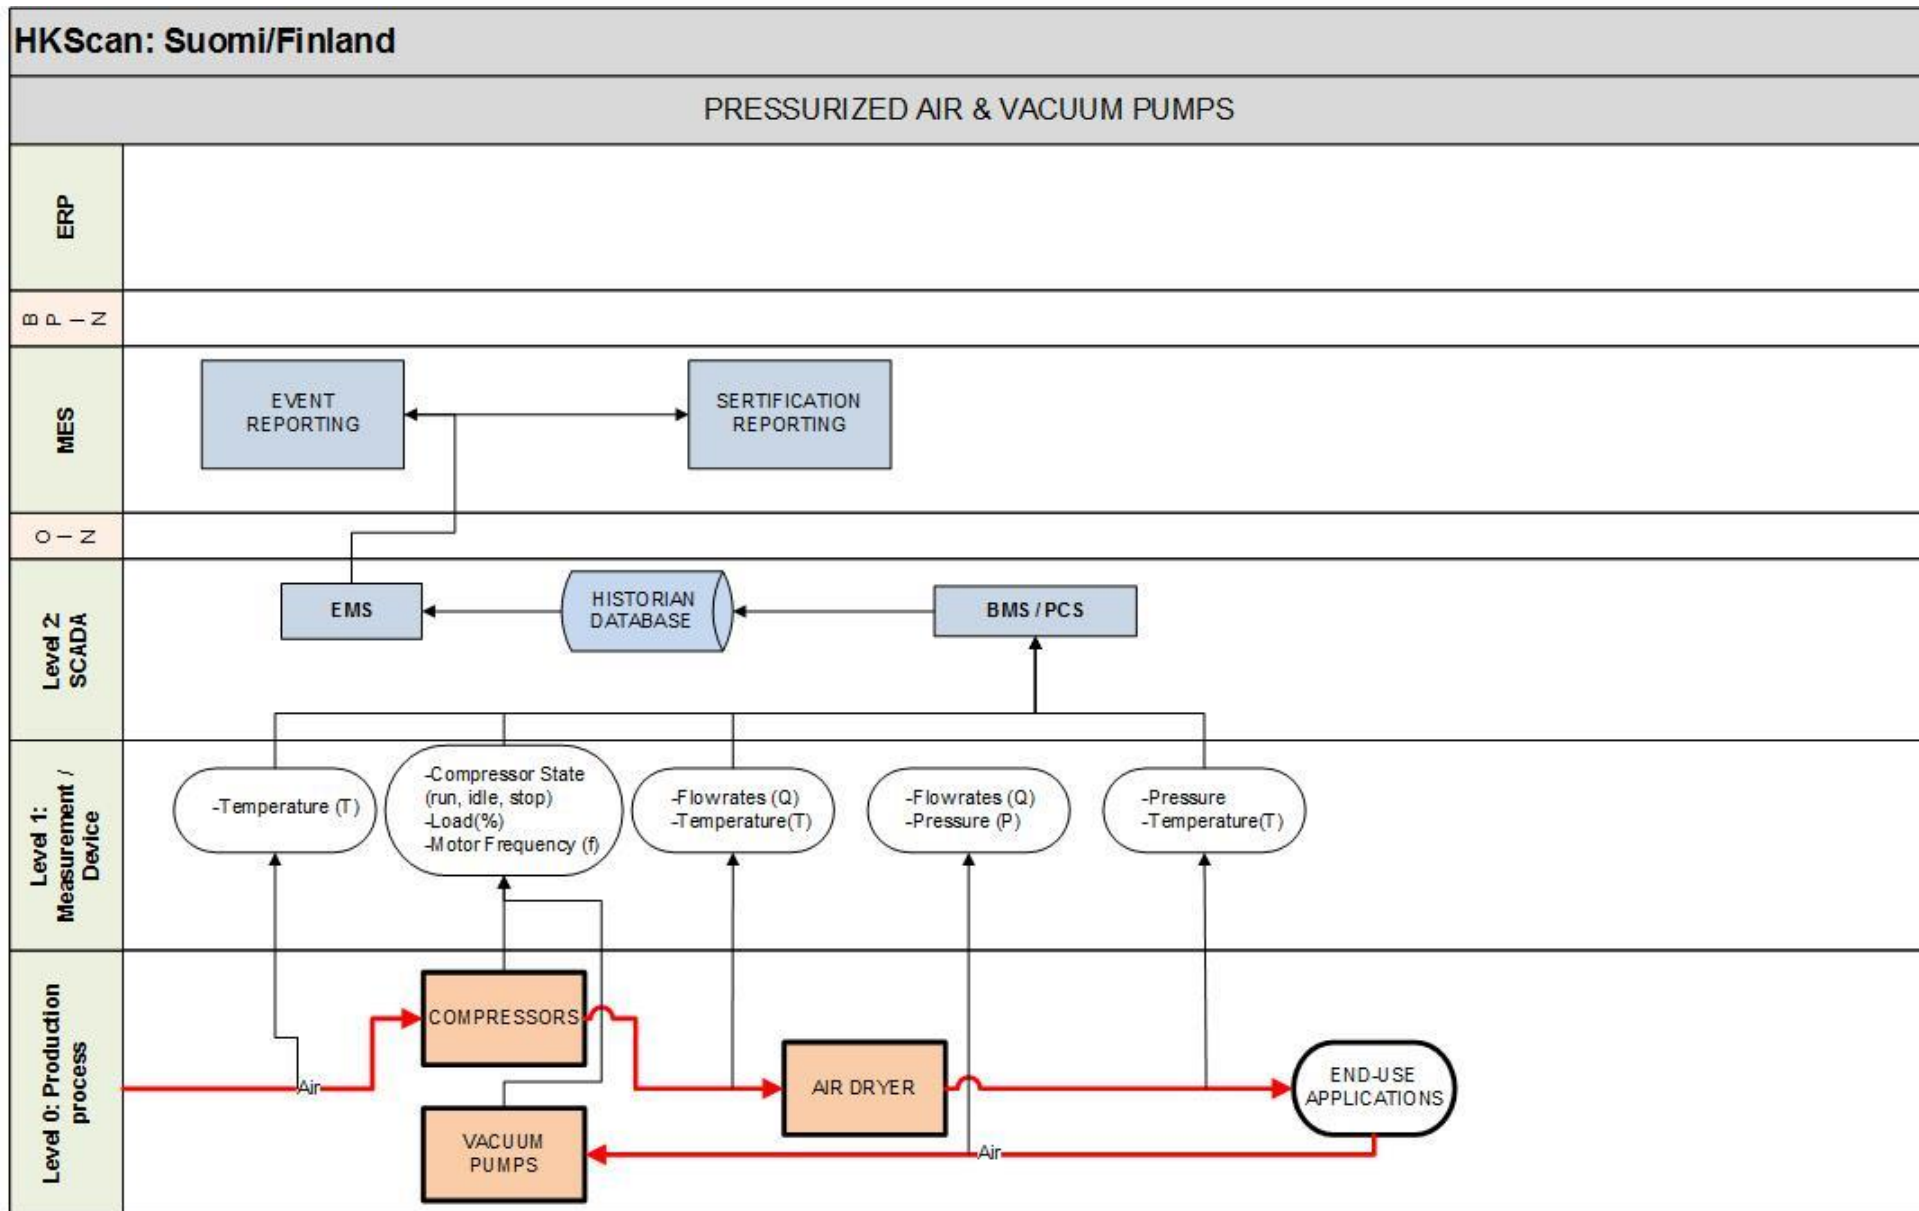 HKScan: Suomi/Finland
PRESSURIZED AIR & VACUUM PUMPS
ERP
BPIN
MES
EVENT
REPORTING
SERTIFICATION
REPORTING
OIN
Level 2:
SCADA
EMS
HISTORIAN
DATABASE
BMS / PCS
Level 1:
Measurement /
Device
-Temperature (T)
-Compressor State
(run, idle, stop)
-Load(%)
-Motor Frequency (f)
-Flowrates (Q)
-Temperature(T)
-Flowrates (Q)
-Pressure (P)
-Pressure
-Temperature(T)
Level 0: Production
process
Air
COMPRESSORS
AIR DRYER
END-USE
APPLICATIONS
VACUUM
PUMPS
Air